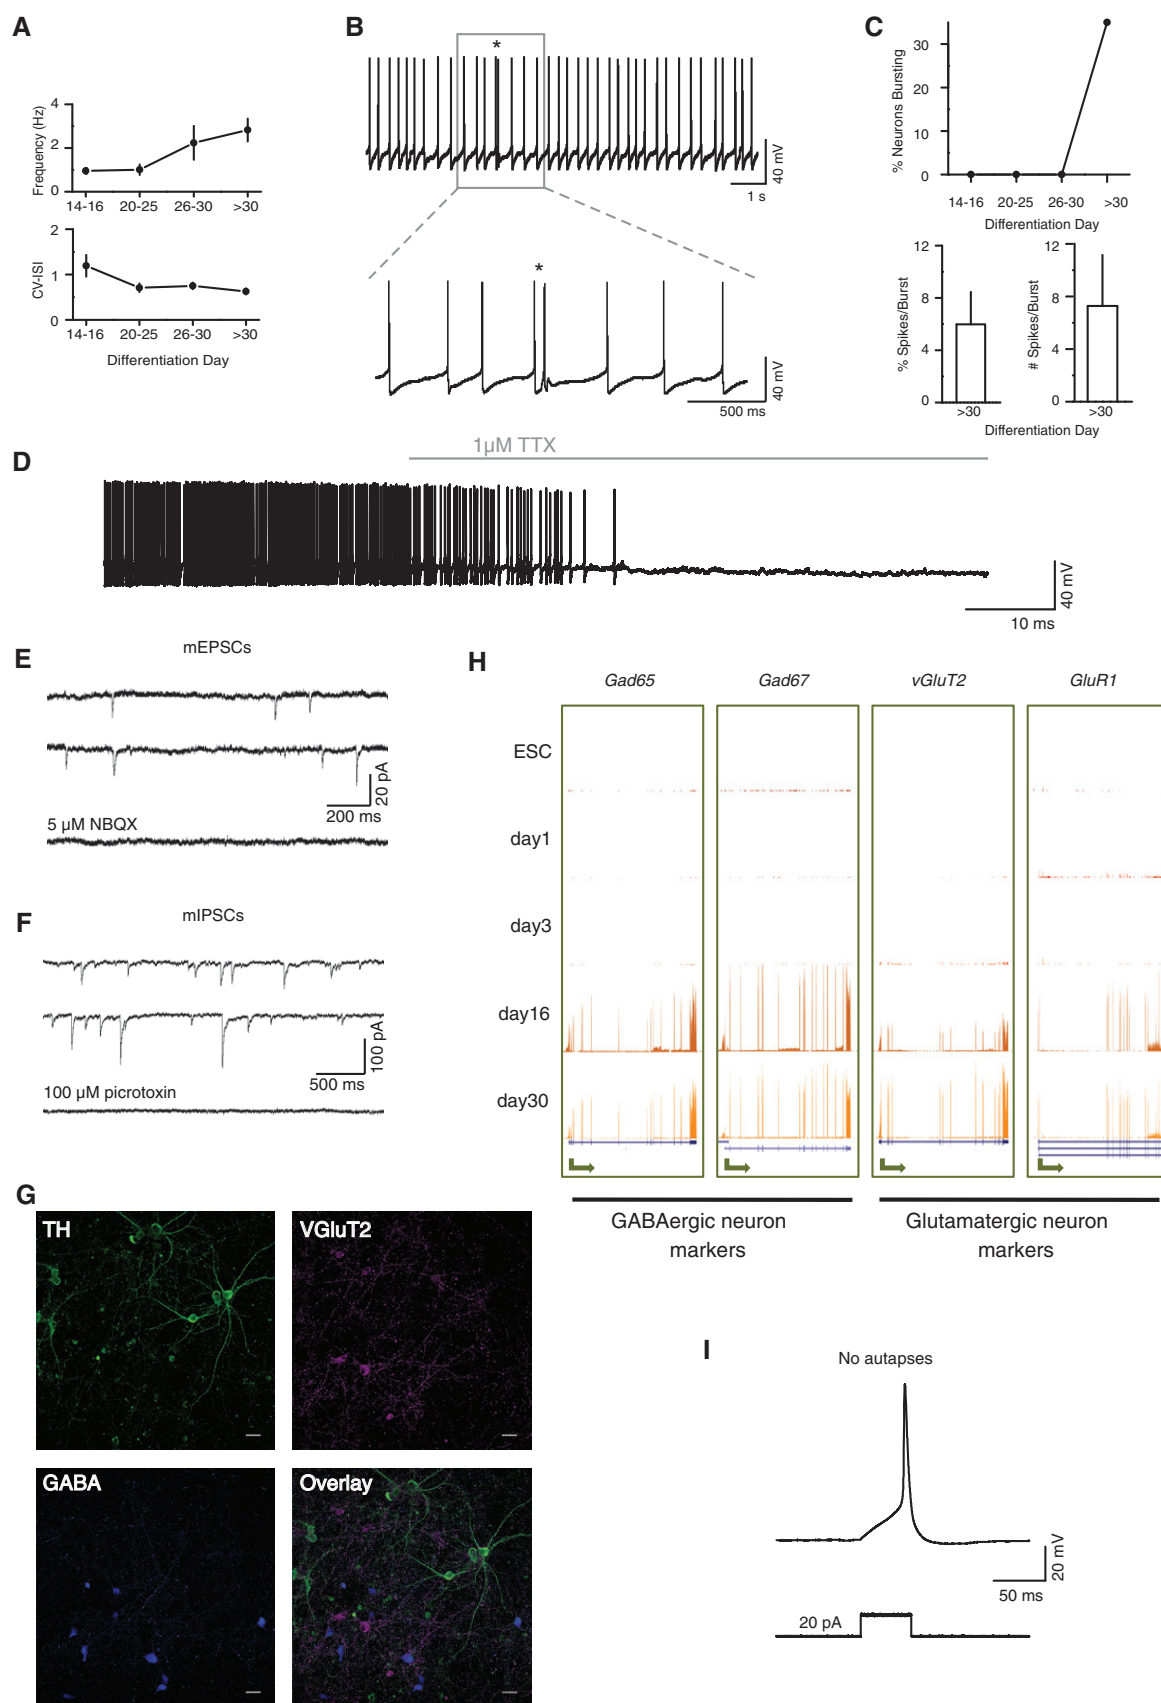 A
Frequency (Hz)
4
2
0
14-16
20-25
26-30
>30
CV-ISI
2
1
0
14-16
20-25
26-30
>30
Differentiation Day
B
*
40 mV
1 s
*
40 mV
500 ms
C
% Neurons Bursting
30
20
10
0
14-16
20-25
26-30
>30
Differentiation Day
% Spikes/Burst
12
8
4
0
>30
# Spikes/Burst
12
8
4
0
>30
Differentiation Day
D
1µM TTX
40 mV
10 ms
E
mEPSCs
20 pA
200 ms
5 µM NBQX
F
mIPSCs
100 pA
500 ms
100 µM picrotoxin
G
TH
VGluT2
GABA
Overlay
H
Gad65
Gad67
vGluT2
GluR1
ESC
day1
day3
day16
day30
GABAergic neuron
markers
Glutamatergic neuron
markers
I
No autapses
20 mV
50 ms
20 pA